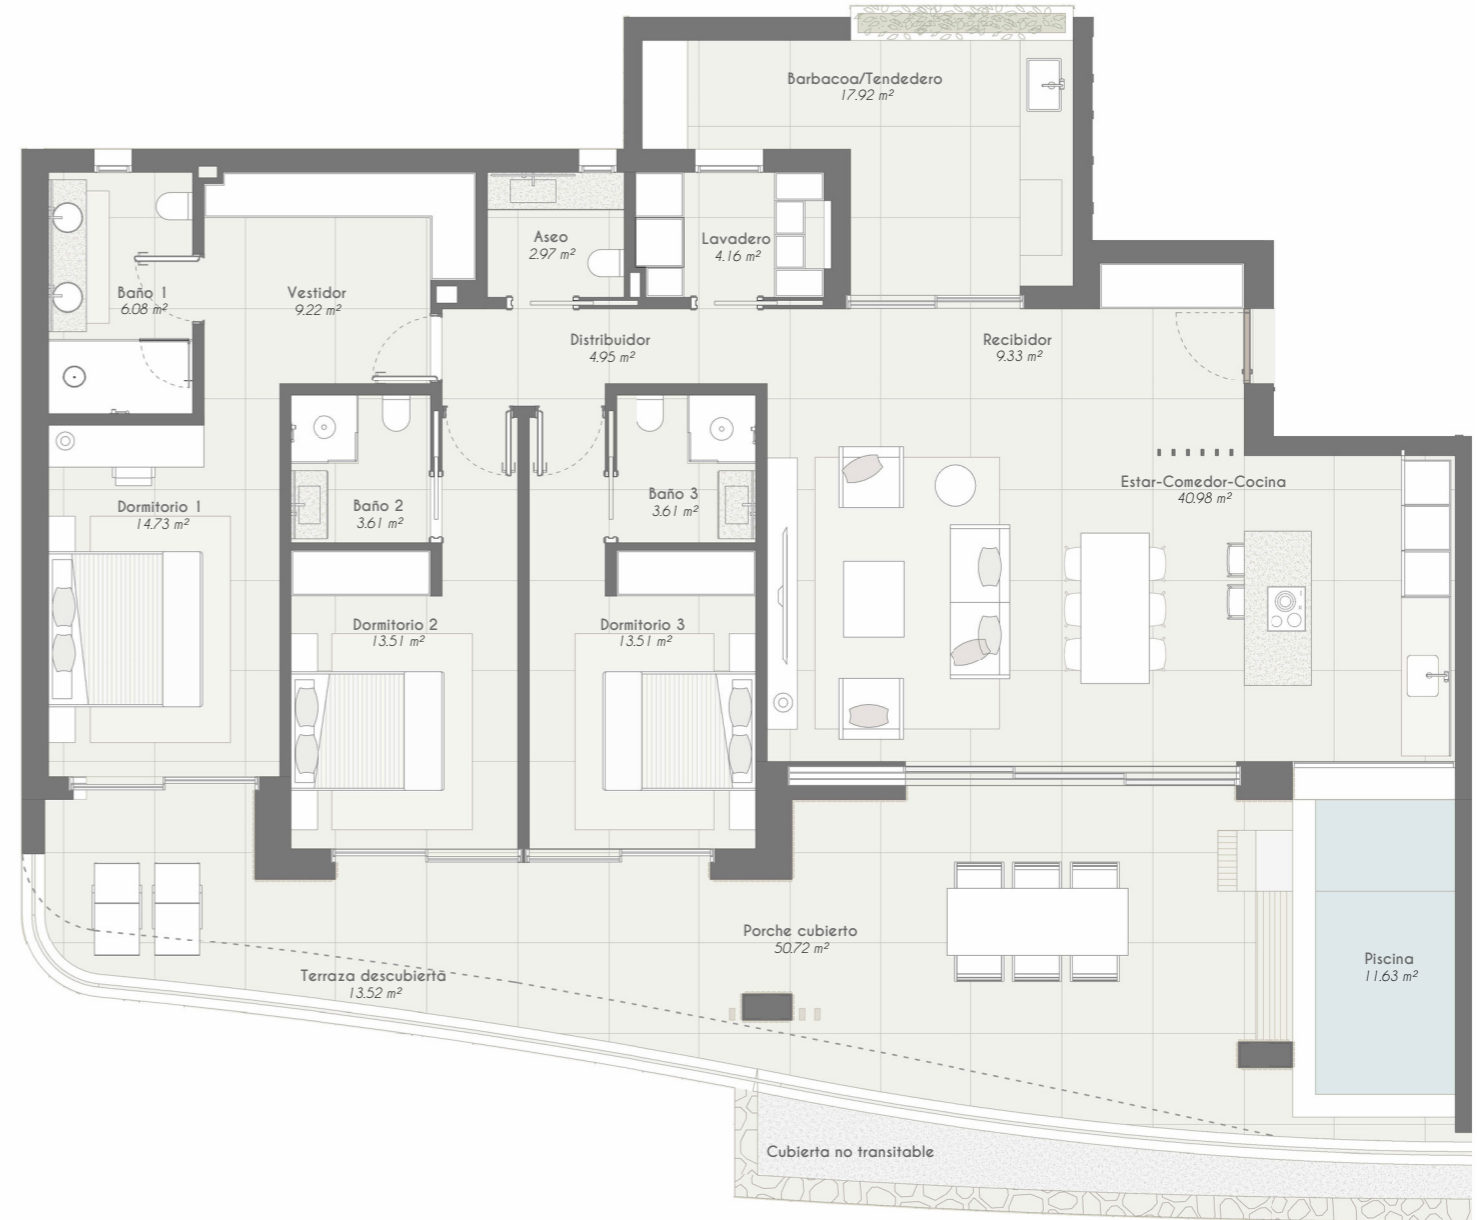 Barbacoa/Tendedero
17.92 m²
Aseo
2.97 m²
Lavadero
4.16 m²
Baño 1
6.08 m²
Vestidor
9.22 m²
Distribuidor
4.95 m²
Recibidor
9.33 m²
Estar-Comedor-Cocina
40.98 m²
Dormitorio 1
14.73 m²
Baño 2
3.61 m²
Baño 3
3.61 m²
Dormitorio 2
13.51 m²
Dormitorio 3
13.51 m²
Porche cubierto
50.72 m²
Piscina
11.63 m²
Terraza descubierta
13.52 m²
Cubierta no transitable